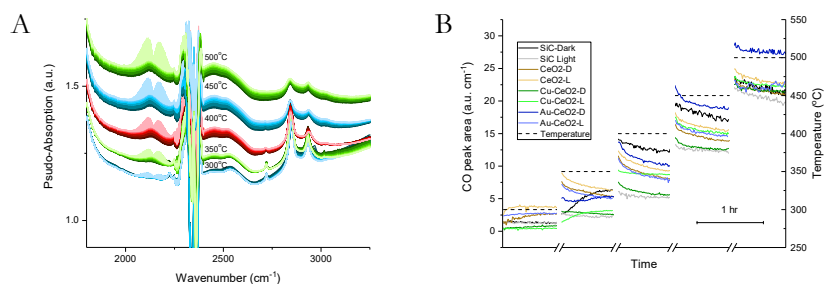 A
Psudo-Absorption (a.u.)
1.5
1.0
500°C
450°C
400°C
350°C
300°C
2000 2500 3000
Wavenumber (cm⁻¹)
B
CO peak area (a.u. cm⁻¹)
35
30
25
20
15
10
5
0
SiC-Dark
SiC Light
CeO2-D
CeO2-L
Cu-CeO2-D
Cu-CeO2-L
Au-CeO2-D
Au-CeO2-L
Temperature
1 hr
Time
550
500
450
400
350
300
250
Temperature (ºC)